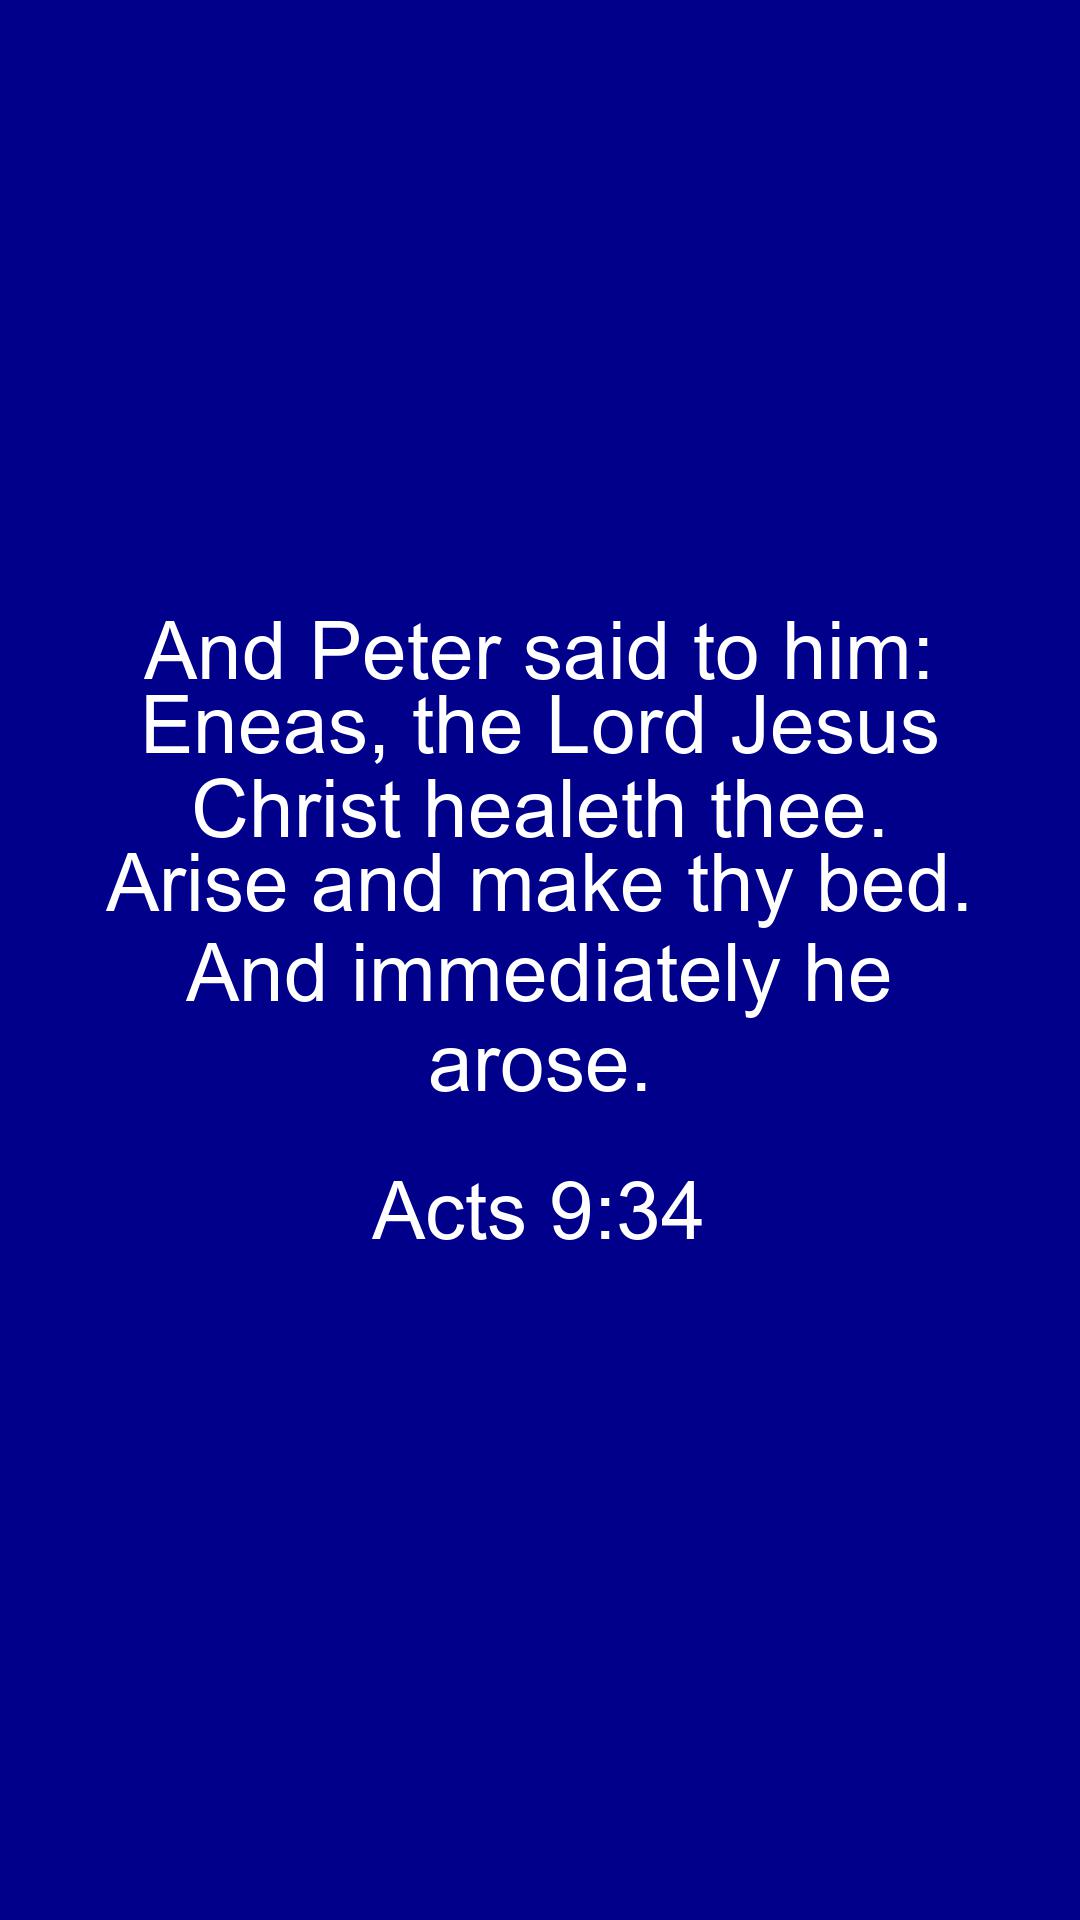 And Peter said to him:
Eneas, the Lord Jesus
Christ healeth thee.
Arise and make thy bed.
And immediately he
arose.
Acts 9:34